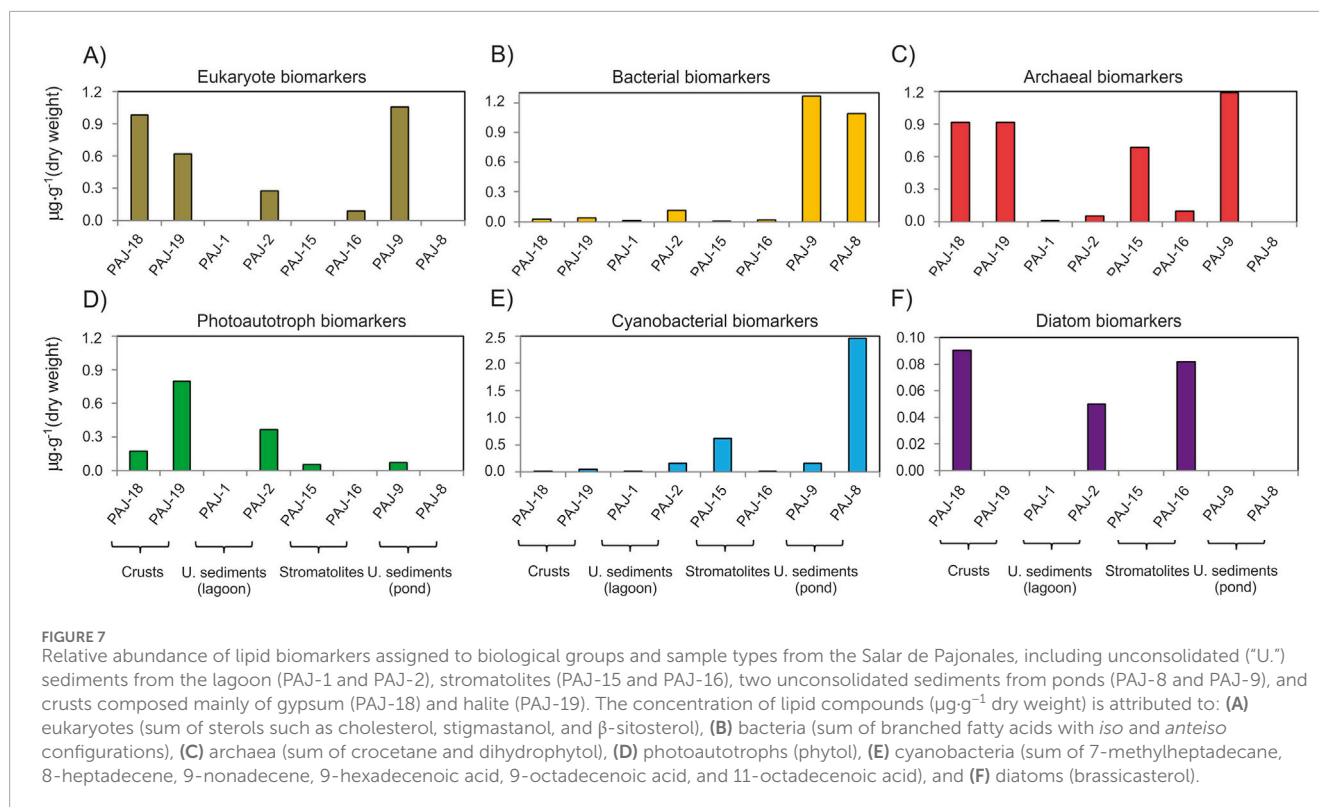 A)
Eukaryote biomarkers
µg·g⁻¹(dry weight)
1.2
0.9
0.6
0.3
0.0
PAJ-18
PAJ-19
PAJ-1
PAJ-2
PAJ-15
PAJ-16
PAJ-9
PAJ-8
B)
Bacterial biomarkers
1.2
0.9
0.6
0.3
0.0
PAJ-18
PAJ-19
PAJ-1
PAJ-2
PAJ-15
PAJ-16
PAJ-9
PAJ-8
C)
Archaeal biomarkers
1.2
0.9
0.6
0.3
0.0
PAJ-18
PAJ-19
PAJ-1
PAJ-2
PAJ-15
PAJ-16
PAJ-9
PAJ-8
D)
Photoautotroph biomarkers
µg·g⁻¹(dry weight)
1.2
0.9
0.6
0.3
0.0
PAJ-18
PAJ-19
PAJ-1
PAJ-2
PAJ-15
PAJ-16
PAJ-9
PAJ-8
Crusts
U. sediments
(lagoon)
Stromatolites
U. sediments
(pond)
E)
Cyanobacterial biomarkers
2.5
2.0
1.5
1.0
0.5
0.0
PAJ-18
PAJ-19
PAJ-1
PAJ-2
PAJ-15
PAJ-16
PAJ-9
PAJ-8
Crusts
U. sediments
(lagoon)
Stromatolites
U. sediments
(pond)
F)
Diatom biomarkers
0.10
0.08
0.06
0.04
0.02
0.00
PAJ-18
PAJ-19
PAJ-1
PAJ-2
PAJ-15
PAJ-16
PAJ-9
PAJ-8
Crusts
U. sediments
(lagoon)
Stromatolites
U. sediments
(pond)
FIGURE 7
Relative abundance of lipid biomarkers assigned to biological groups and sample types from the Salar de Pajonales, including unconsolidated ("U.")
sediments from the lagoon (PAJ-1 and PAJ-2), stromatolites (PAJ-15 and PAJ-16), two unconsolidated sediments from ponds (PAJ-8 and PAJ-9), and
crusts composed mainly of gypsum (PAJ-18) and halite (PAJ-19). The concentration of lipid compounds (µg·g⁻¹ dry weight) is attributed to: (A)
eukaryotes (sum of sterols such as cholesterol, stigmastanol, and β-sitosterol), (B) bacteria (sum of branched fatty acids with iso and anteiso
configurations), (C) archaea (sum of crocetane and dihydrophytol), (D) photoautotrophs (phytol), (E) cyanobacteria (sum of 7-methylheptadecane,
8-heptadecene, 9-nonadecene, 9-hexadecenoic acid, 9-octadecenoic acid, and 11-octadecenoic acid), and (F) diatoms (brassicasterol).